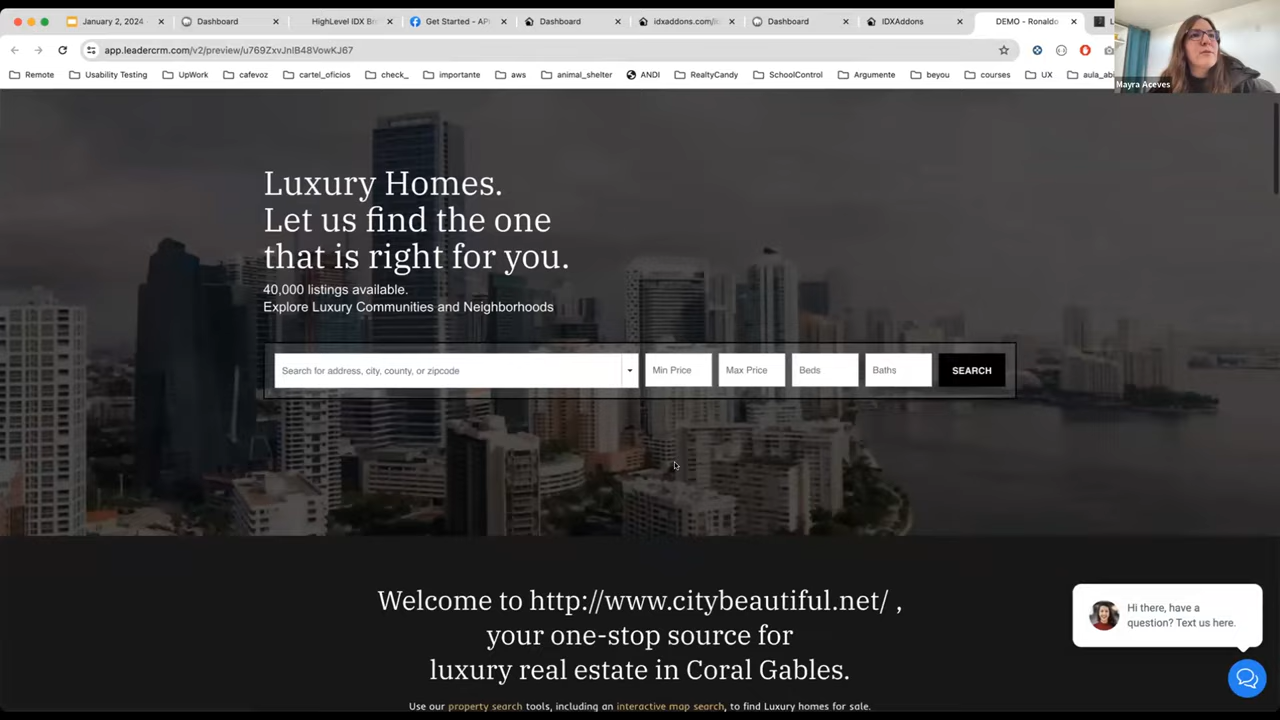 January 2, 2024
Dashboard
HighLevel IDX Br
Get Started - API
Dashboard
idxaddons.com/
Dashboard
IDXAddons
DEMO - Ronaldo
app.leadercrm.com/v2/preview/u769ZxvJnIB48VowKJ67
Remote
Usability Testing
UpWork
cafevoz
cartel_oficios
check_
importante
aws
animal_shelter
ANDI
RealtyCandy
SchoolControl
Argumente
beyou
courses
UX
Mayra Aceves
Luxury Homes.
Let us find the one
that is right for you.
40,000 listings available.
Explore Luxury Communities and Neighborhoods
Search for address, city, county, or zipcode
Min Price
Max Price
Beds
Baths
SEARCH
Welcome to http://www.citybeautiful.net/ ,
your one-stop source for
luxury real estate in Coral Gables.
Use our property search tools, including an interactive map search, to find Luxury homes for sale.
Hi there, have a
question? Text us here.